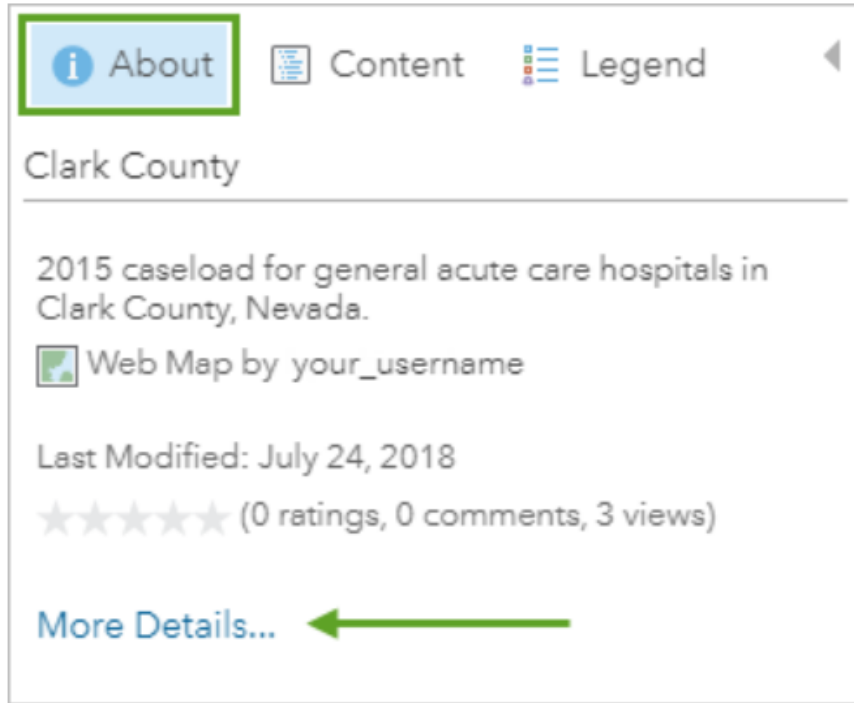 About Content Legend
Clark County
2015 caseload for general acute care hospitals in
Clark County, Nevada.
Web Map by your_username
Last Modified: July 24, 2018
(0 ratings, 0 comments, 3 views)
More Details...